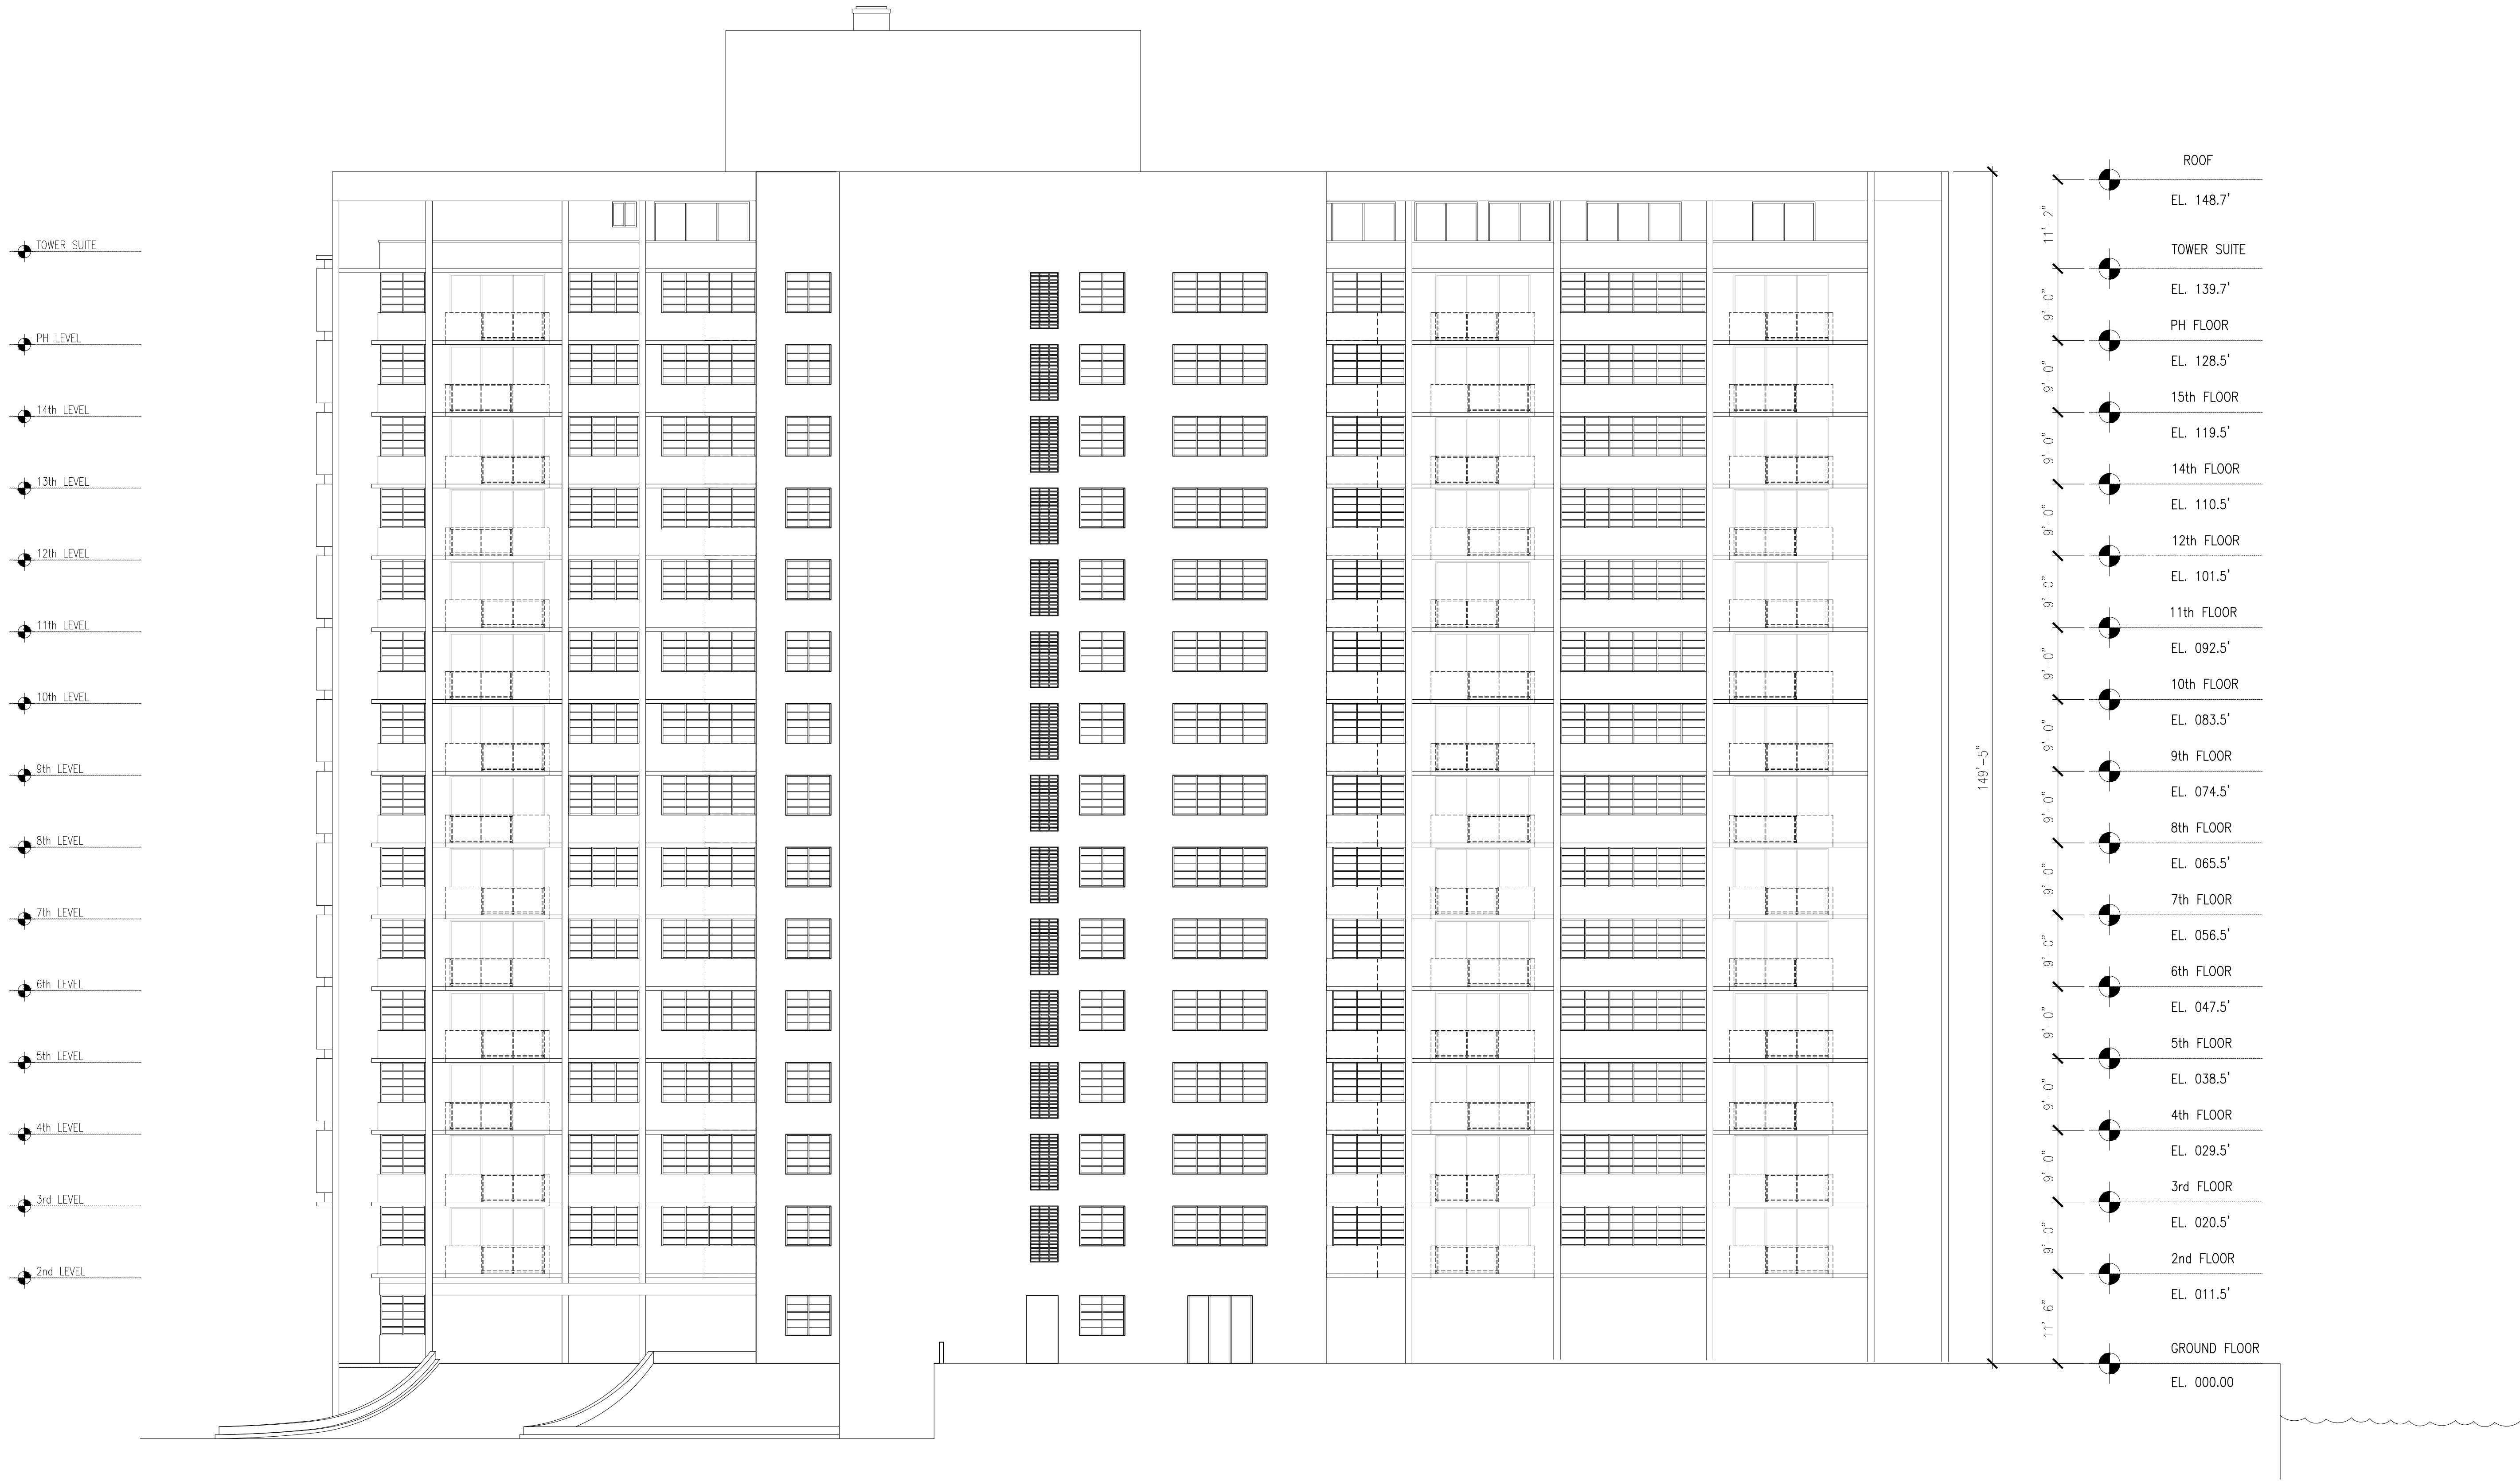 TOWER SUITE
PH LEVEL
14th LEVEL
13th LEVEL
12th LEVEL
11th LEVEL
10th LEVEL
9th LEVEL
8th LEVEL
7th LEVEL
6th LEVEL
5th LEVEL
4th LEVEL
3rd LEVEL
2nd LEVEL
149'-5"
11'-2"
9'-0"
9'-0"
9'-0"
9'-0"
9'-0"
9'-0"
9'-0"
9'-0"
9'-0"
9'-0"
9'-0"
9'-0"
9'-0"
9'-0"
11'-6"
ROOF
EL. 148.7'
TOWER SUITE
EL. 139.7'
PH FLOOR
EL. 128.5'
15th FLOOR
EL. 119.5'
14th FLOOR
EL. 110.5'
12th FLOOR
EL. 101.5'
11th FLOOR
EL. 092.5'
10th FLOOR
EL. 083.5'
9th FLOOR
EL. 074.5'
8th FLOOR
EL. 065.5'
7th FLOOR
EL. 056.5'
6th FLOOR
EL. 047.5'
5th FLOOR
EL. 038.5'
4th FLOOR
EL. 029.5'
3rd FLOOR
EL. 020.5'
2nd FLOOR
EL. 011.5'
GROUND FLOOR
EL. 000.00